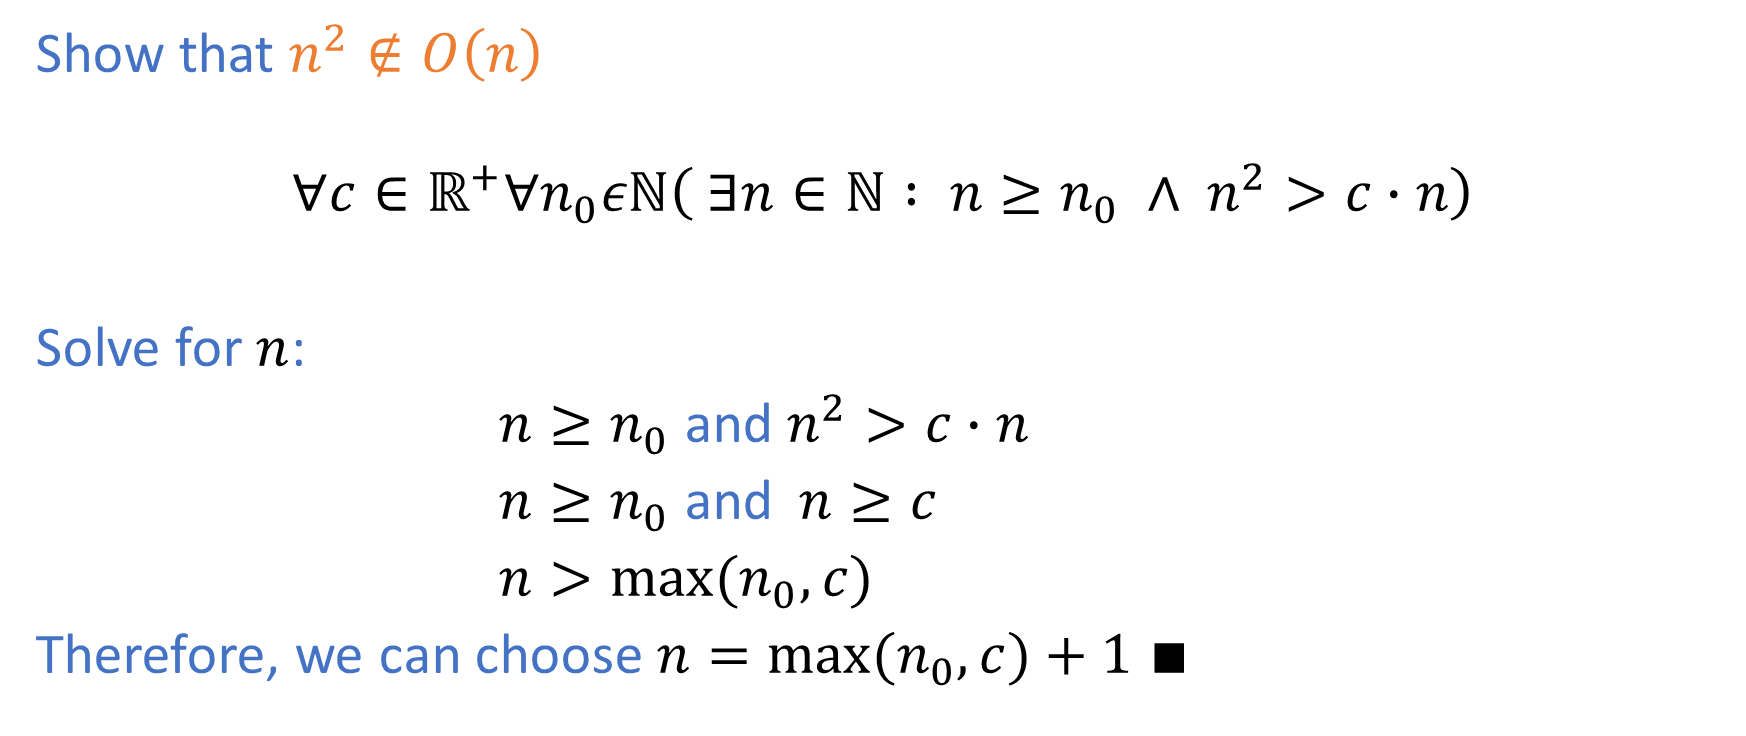 Show that n² ∉ O(n)
∀c ∈ ℝ⁺∀n₀ϵℕ( ∃n ∈ ℕ : n ≥ n₀ ∧ n² > c · n)
Solve for n:
n ≥ n₀ and n² > c · n
n ≥ n₀ and n ≥ c
n > max(n₀, c)
Therefore, we can choose n = max(n₀, c) + 1 ■